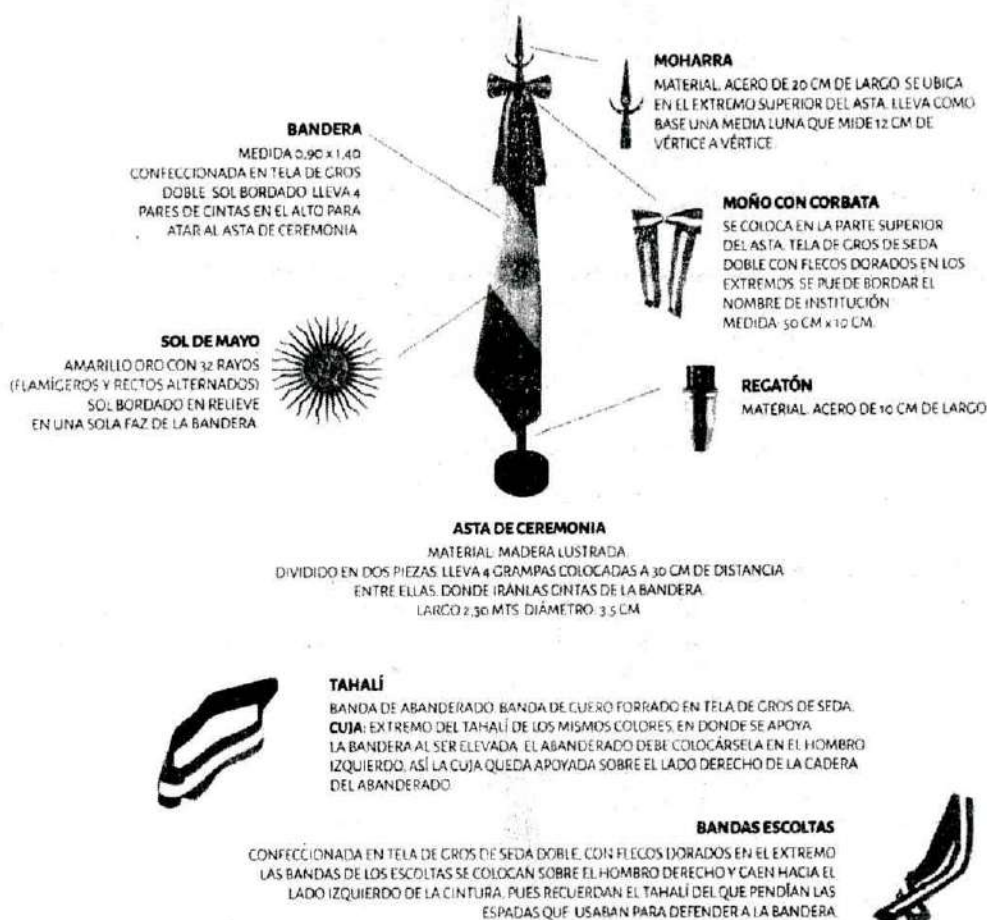 MOHARRA
MATERIAL. ACERO DE 20 CM DE LARGO SE UBICA
EN EL EXTREMO SUPERIOR DEL ASTA. LLEVA COMO
BASE UNA MEDIA LUNA QUE MIDE 12 CM DE
VÉRTICE A VÉRTICE
BANDERA
MEDIDA 0,90 x 1,40
CONFECCIONADA EN TELA DE GROS
DOBLE. SOL BORDADO. LLEVA 4
PARES DE CINTAS EN EL ALTO PARA
ATAR AL ASTA DE CEREMONIA
MOÑO CON CORBATA
SE COLOCA EN LA PARTE SUPERIOR
DEL ASTA. TELA DE GROS DE SEDA
DOBLE CON FLECOS DORADOS EN LOS
EXTREMOS. SE PUEDE BORDAR EL
NOMBRE DE INSTITUCIÓN
MEDIDA: 50 CM x 10 CM.
SOL DE MAYO
AMARILLO ORO CON 32 RAYOS
(FLAMÍGEROS Y RECTOS ALTERNADOS)
SOL BORDADO EN RELIEVE
EN UNA SOLA FAZ DE LA BANDERA
REGATÓN
MATERIAL. ACERO DE 10 CM DE LARGO
ASTA DE CEREMONIA
MATERIAL: MADERA LUSTRADA.
DIVIDIDO EN DOS PIEZAS. LLEVA 4 GRAMPAS COLOCADAS A 30 CM DE DISTANCIA
ENTRE ELLAS. DONDE IRÁN LAS CINTAS DE LA BANDERA.
LARGO 2,30 MTS. DIÁMETRO: 3.5 CM
TAHALÍ
BANDA DE ABANDERADO. BANDA DE CUERO FORRADO EN TELA DE GROS DE SEDA.
CUJA: EXTREMO DEL TAHALÍ DE LOS MISMOS COLORES, EN DONDE SE APOYA
LA BANDERA AL SER ELEVADA. EL ABANDERADO DEBE COLOCÁRSELA EN EL HOMBRO
IZQUIERDO, ASÍ LA CUJA QUEDA APOYADA SOBRE EL LADO DERECHO DE LA CADERA
DEL ABANDERADO
BANDAS ESCOLTAS
CONFECCIONADA EN TELA DE GROS DE SEDA DOBLE, CON FLECOS DORADOS EN EL EXTREMO
LAS BANDAS DE LOS ESCOLTAS SE COLOCAN SOBRE EL HOMBRO DERECHO Y CAEN HACIA EL
LADO IZQUIERDO DE LA CINTURA, PUES RECUERDAN EL TAHALÍ DEL QUE PENDÍAN LAS
ESPADAS QUE USABAN PARA DEFENDER A LA BANDERA.